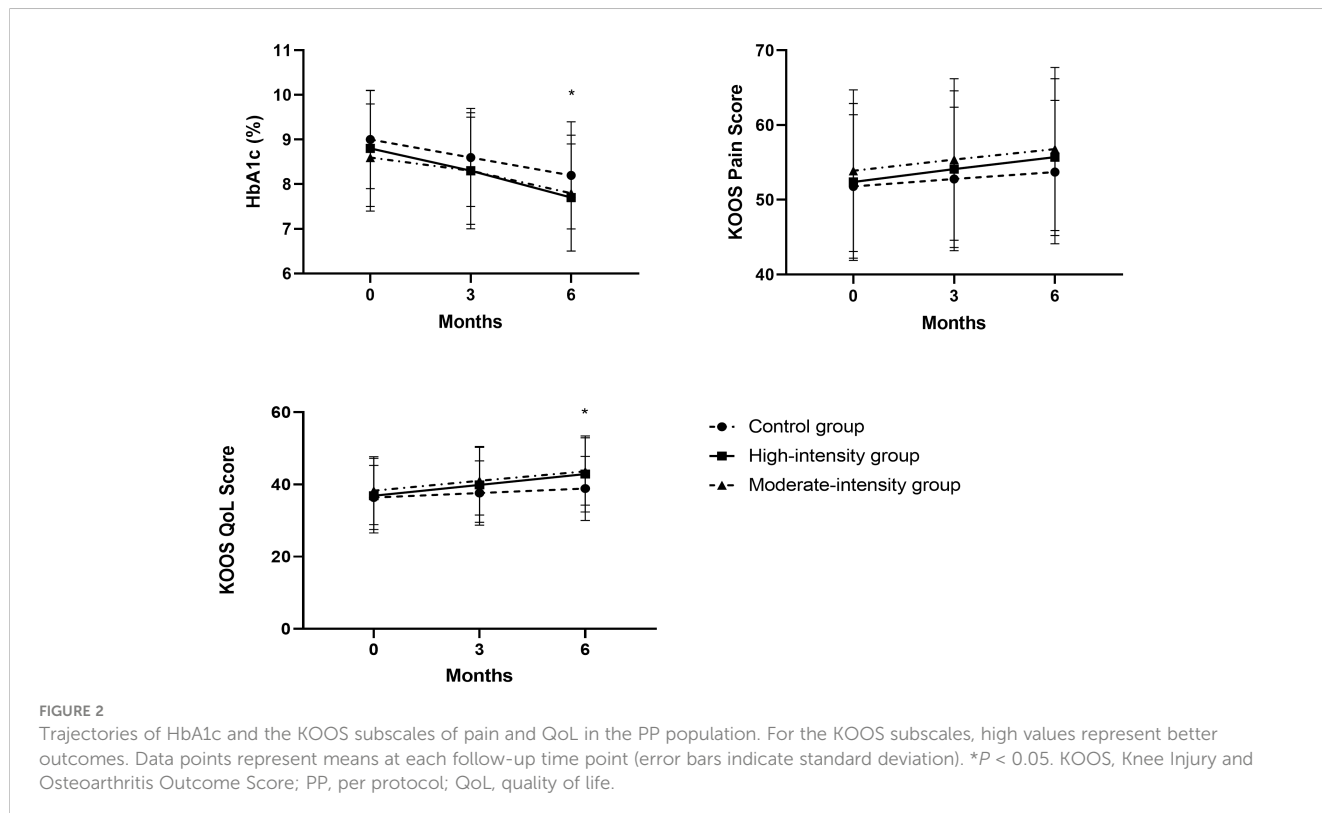 11
10
9
8
7
6
HbA1c (%)
*
0 3 6
Months
70
60
50
40
KOOS Pain Score
0 3 6
Months
60
40
20
0
KOOS QoL Score
*
0 3 6
Months
Control group
High-intensity group
Moderate-intensity group
FIGURE 2
Trajectories of HbA1c and the KOOS subscales of pain and QoL in the PP population. For the KOOS subscales, high values represent better
outcomes. Data points represent means at each follow-up time point (error bars indicate standard deviation). *P < 0.05. KOOS, Knee Injury and
Osteoarthritis Outcome Score; PP, per protocol; QoL, quality of life.